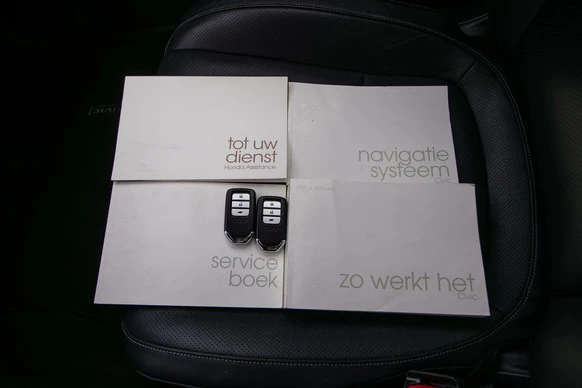 tot uw
dienst
Honda Assistance
navigatie
systeem
Civic
service
boek
zo werkt het
Civic